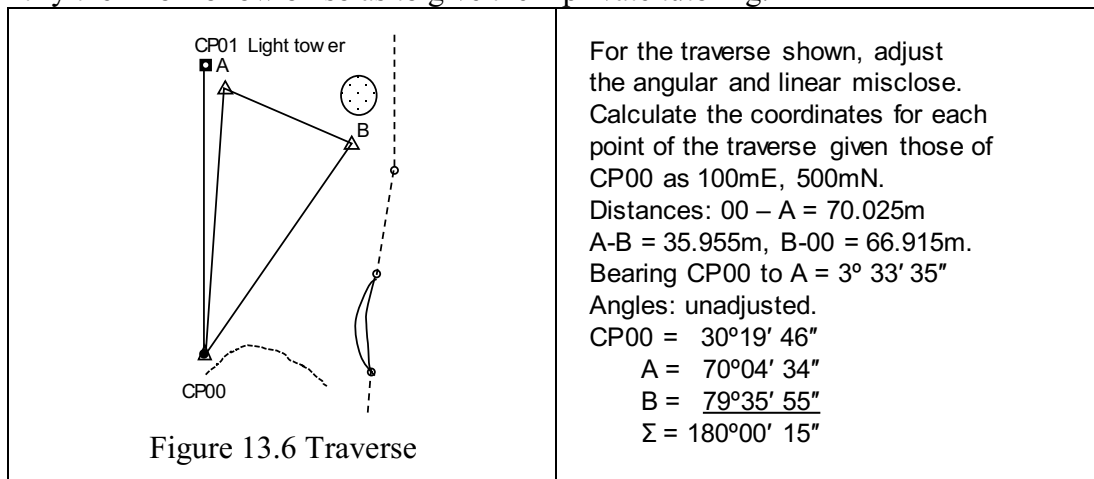 CP01 Light tower
A
B
CP00
Figure 13.6 Traverse
For the traverse shown, adjust
the angular and linear misclose.
Calculate the coordinates for each
point of the traverse given those of
CP00 as 100mE, 500mN.
Distances: 00 – A = 70.025m
A-B = 35.955m, B-00 = 66.915m.
Bearing CP00 to A = 3º 33′ 35″
Angles: unadjusted.
CP00 = 30º19′ 46″
A = 70º04′ 34″
B = 79º35′ 55″
Σ = 180º00′ 15″